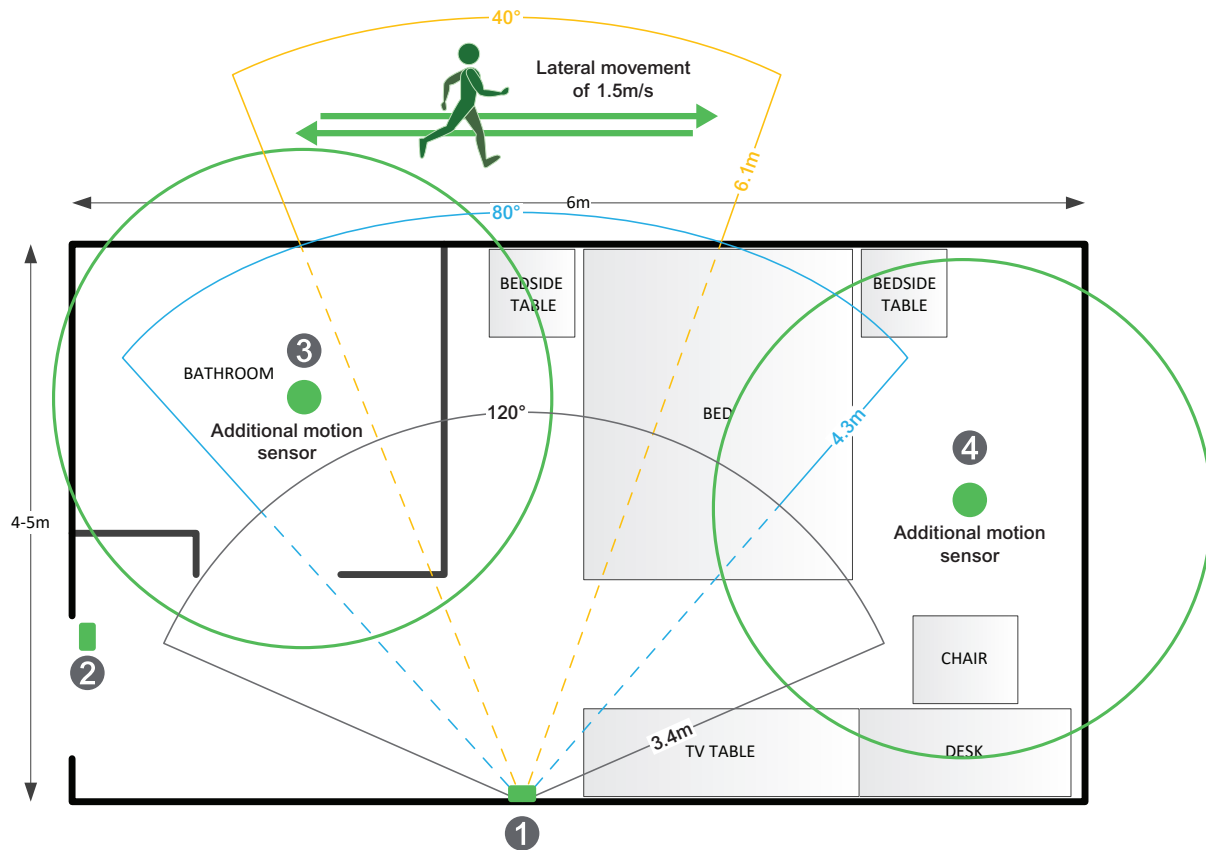 40°
Lateral movement
of 1.5m/s
6.1m
6m
80°
BEDSIDE
TABLE
BEDSIDE
TABLE
3
BATHROOM
Additional motion
sensor
120°
BED
4.3m
4
Additional motion
sensor
4-5m
2
CHAIR
3.4m
TV TABLE
DESK
1